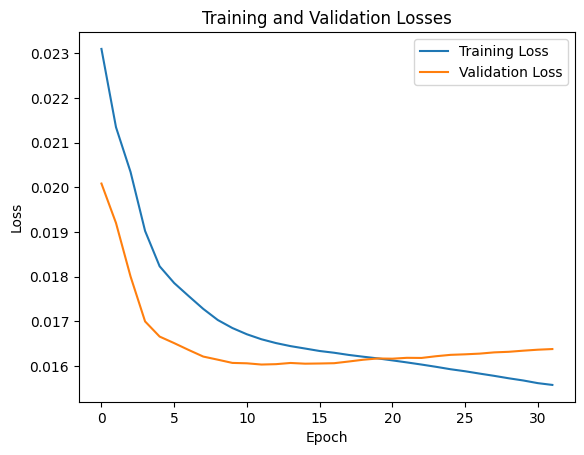 Training and Validation Losses
Training Loss
Validation Loss
0.023
0.022
0.021
0.020
0.019
0.018
0.017
0.016
Loss
0 5 10 15 20 25 30
Epoch